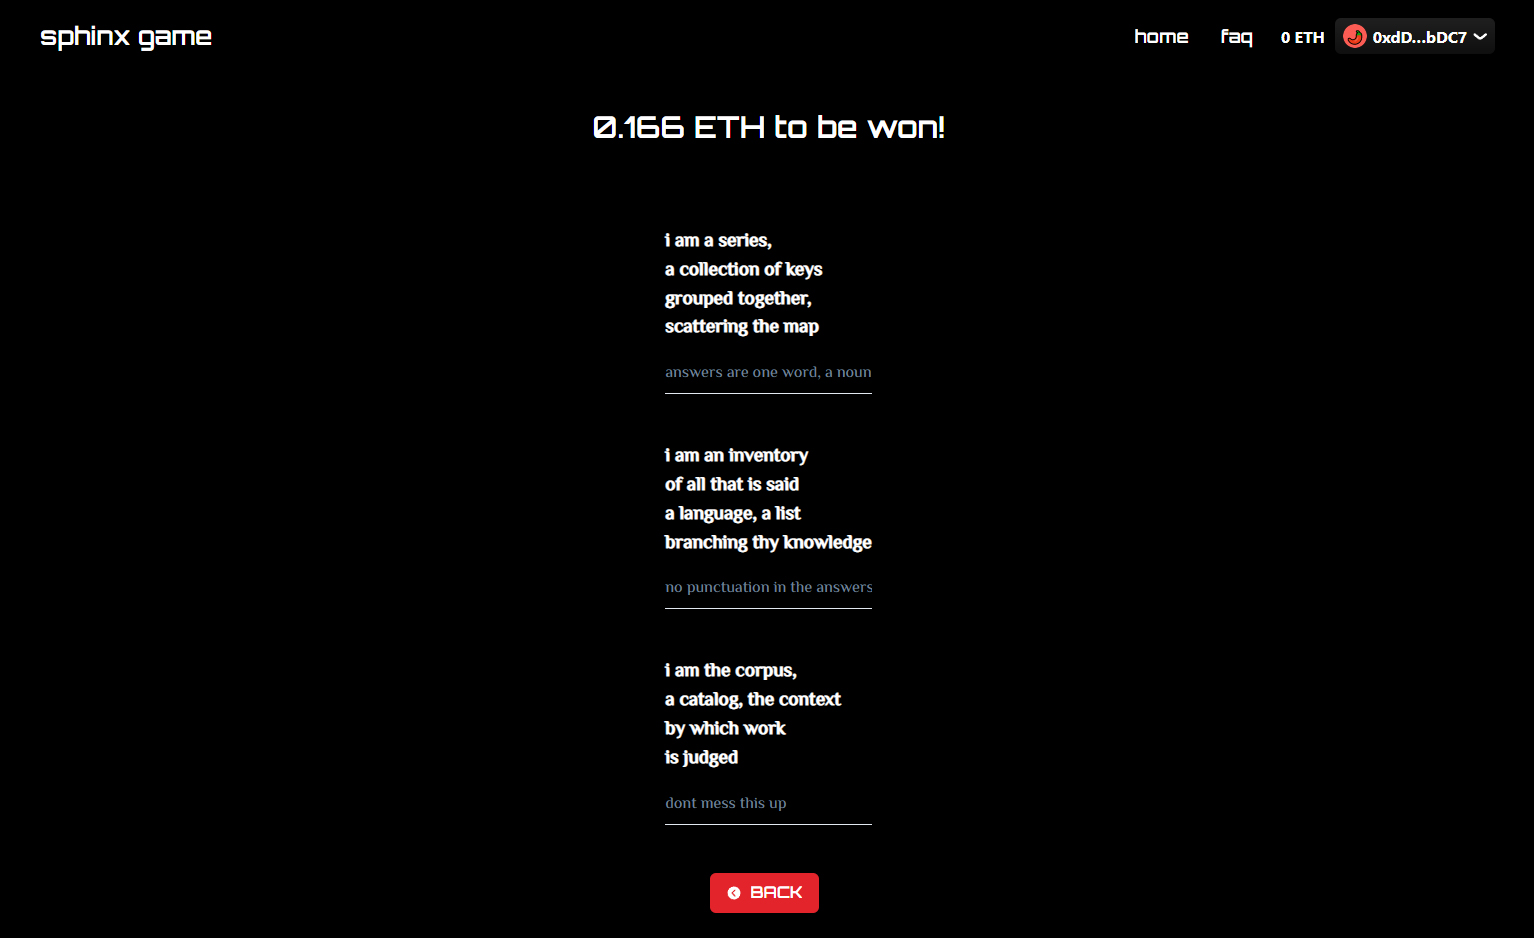 sphinx game
home
faq
0 ETH
0xdD...bDC7
0.166 ETH to be won!
i am a series,
a collection of keys
grouped together,
scattering the map
answers are one word, a noun
i am an inventory
of all that is said
a language, a list
branching thy knowledge
no punctuation in the answers
i am the corpus,
a catalog, the context
by which work
is judged
dont mess this up
BACK